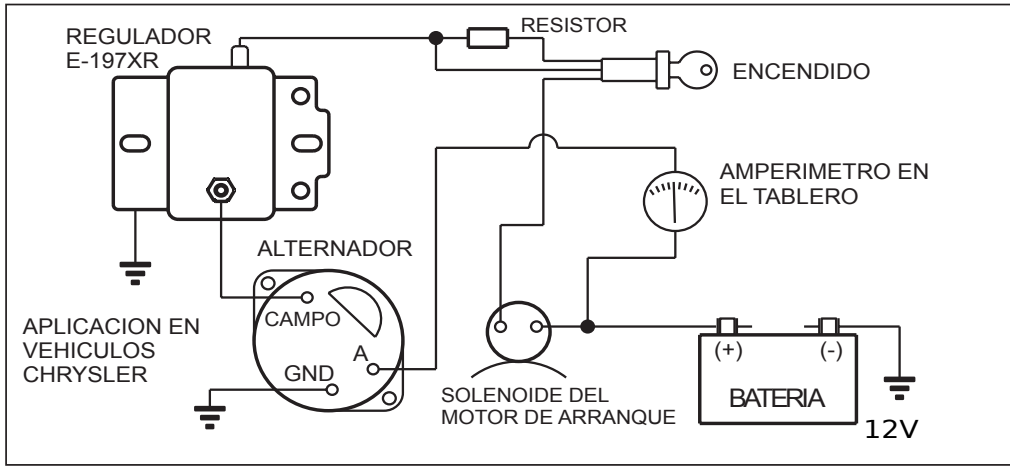 REGULADOR
E-197XR
RESISTOR
ENCENDIDO
AMPERIMETRO EN
EL TABLERO
ALTERNADOR
CAMPO
A
GND
APLICACION EN
VEHICULOS
CHRYSLER
SOLENOIDE DEL
MOTOR DE ARRANQUE
(+) (-)
BATERIA
12V